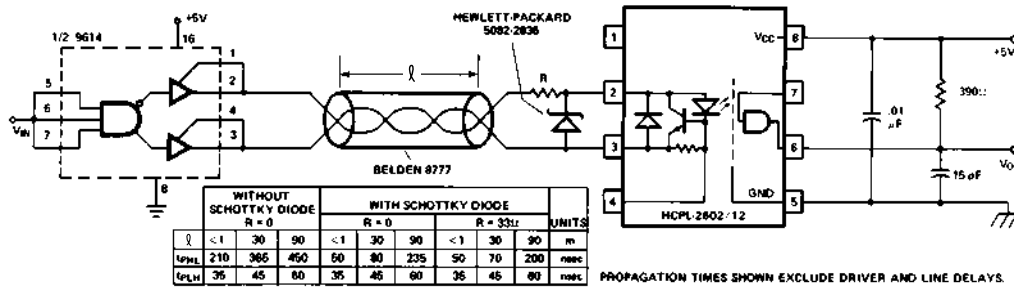 +5V
1/2 9614
16
1
2
5
6
7
4
3
VIN
8
ℓ
BELDEN 8777
HEWLETT-PACKARD
5082-2836
R
1
2
3
4
VCC
8
7
6
GND
5
HCPL-2602/12
+5V
390Ω
.01
μF
VO
15 pF
WITHOUT SCHOTTKY DIODE WITH SCHOTTKY DIODE
R = 0 R = 0 R = 33Ω UNITS
ℓ <1 30 90 <1 30 90 <1 30 90 m
tPHL 210 365 450 50 80 235 50 70 200 nsec
tPLH 35 45 60 35 45 60 35 45 60 nsec
PROPAGATION TIMES SHOWN EXCLUDE DRIVER AND LINE DELAYS.